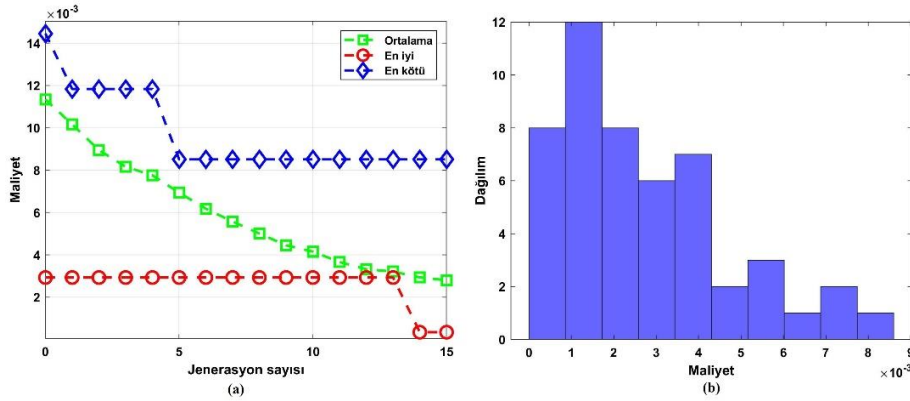 ×10⁻³
14
12
10
8
6
4
2
Maliyet
Ortalama
En iyi
En kötü
0 5 10 15
Jenerasyon sayısı
(a)
12
10
8
6
4
2
0
Dağılım
0 1 2 3 4 5 6 7 8 9
Maliyet
×10⁻³
(b)